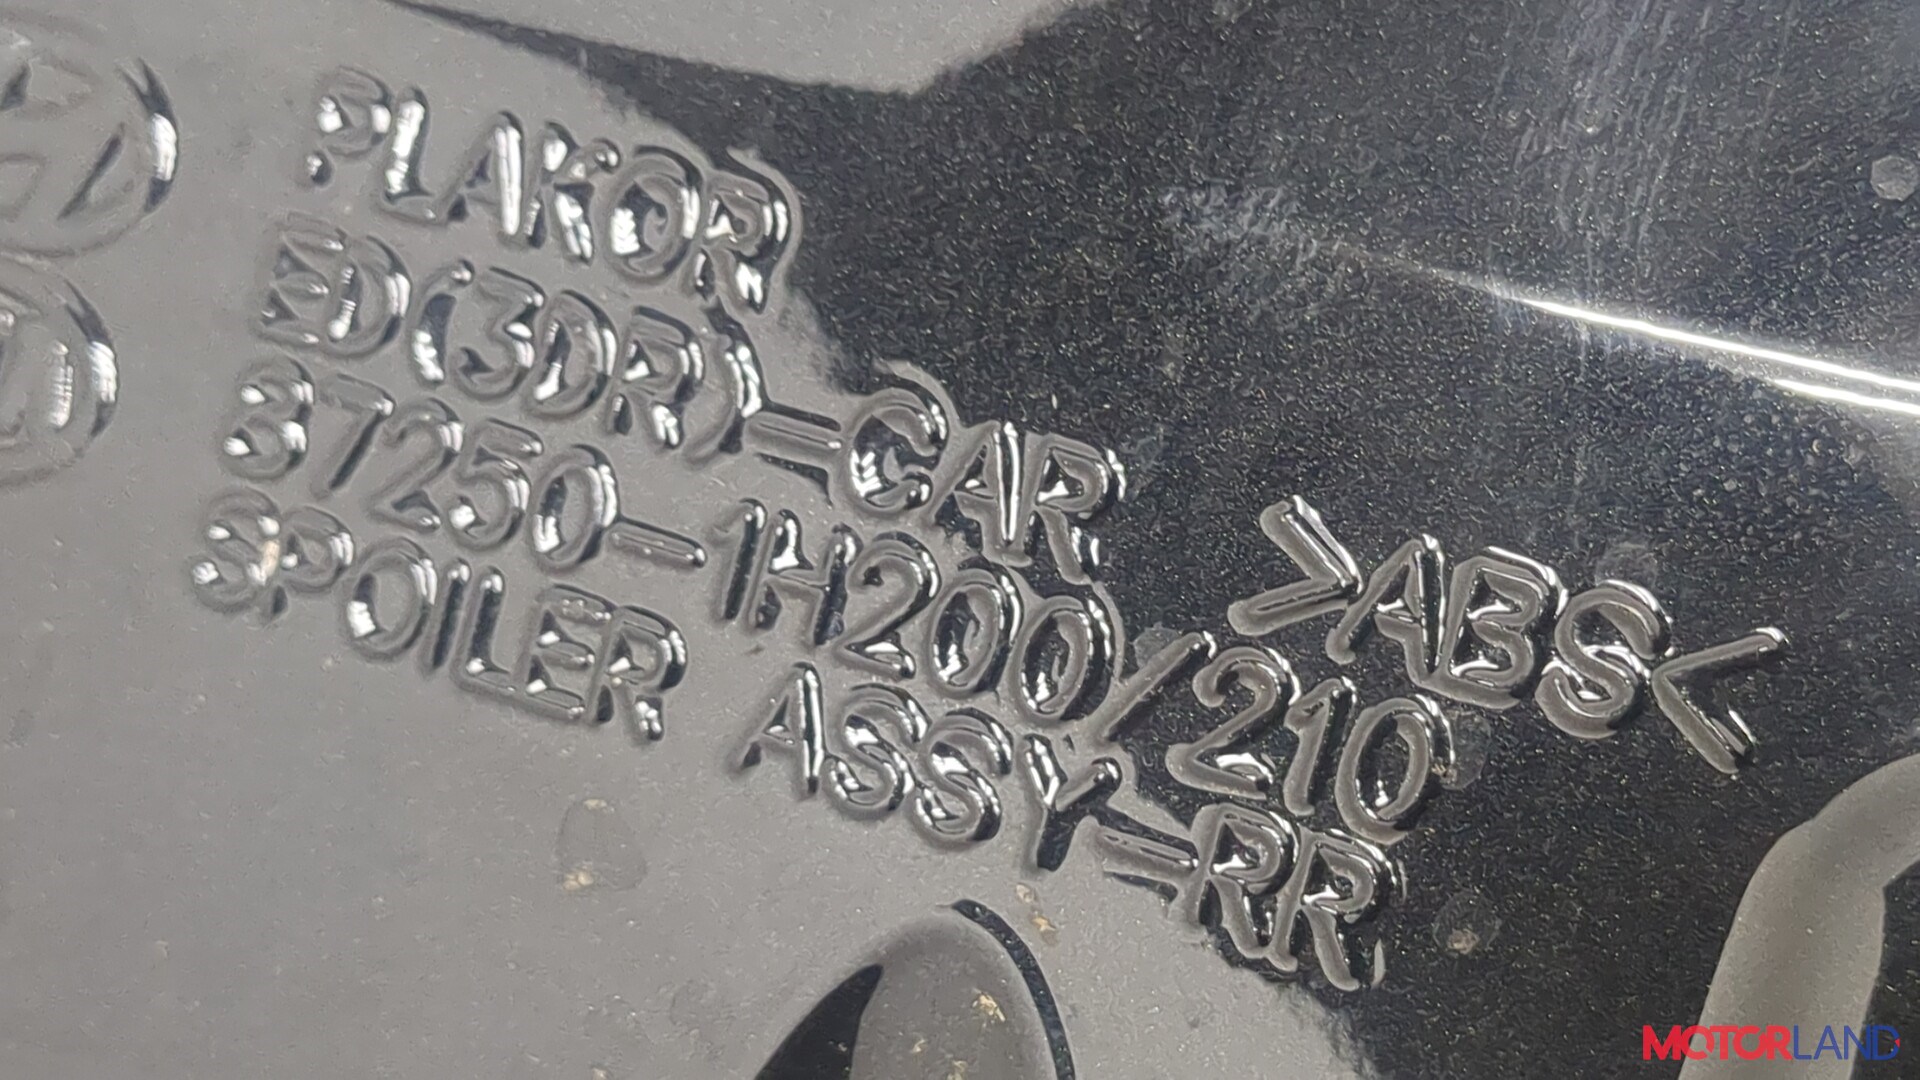 PLAKOR
ED(3DR)-CAR
87250-1H200/210
SPOILER ASSY-RR
>ABS<
MOTORLAND